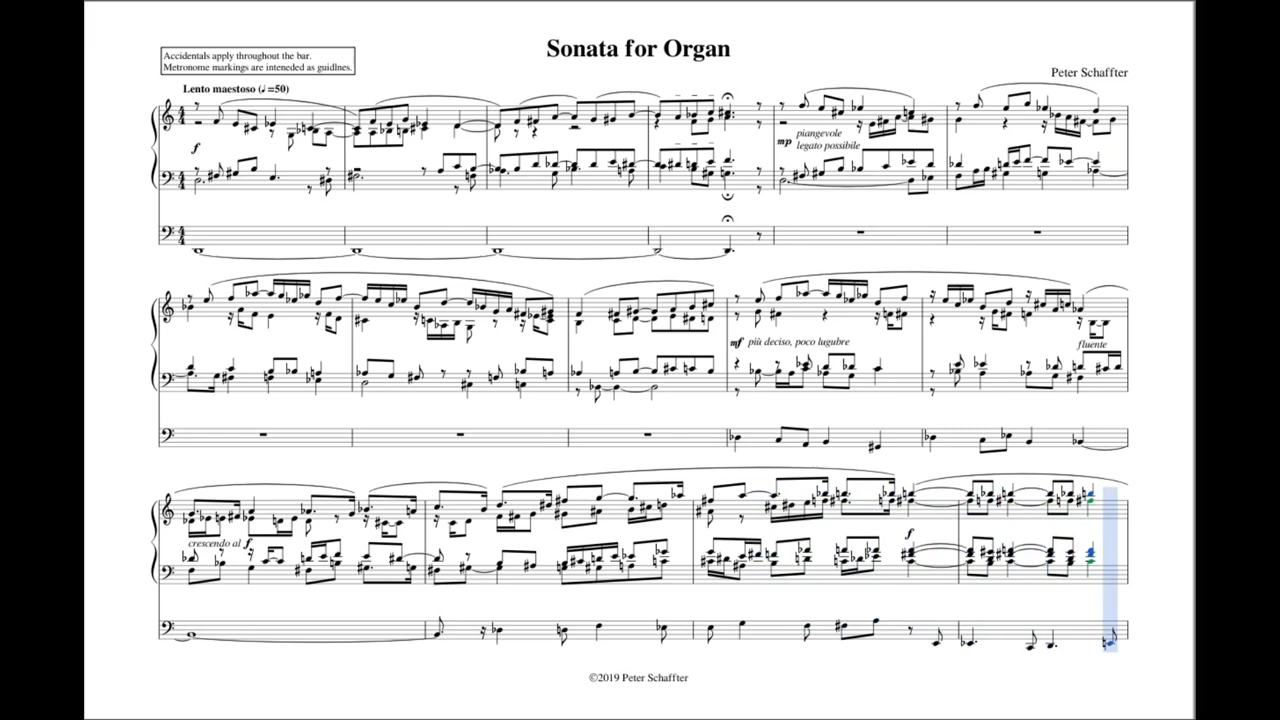 Sonata for Organ
Accidentals apply throughout the bar.
Metronome markings are inteneded as guidlnes.
Peter Schaffter
Lento maestoso (♩=50)
f
mp piangevole
legato possibile
mf più deciso, poco lugubre
fluente
crescendo al f
f
©2019 Peter Schaffter